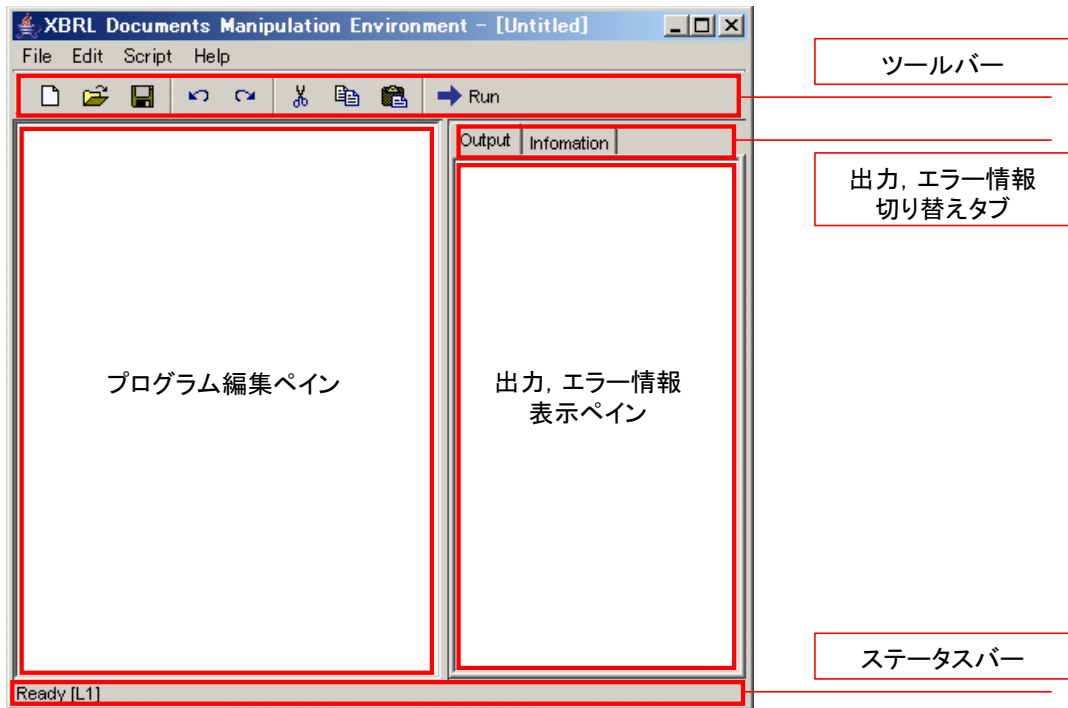 XBRL Documents Manipulation Environment - [Untitled]
File Edit Script Help
Run
ツールバー
Output Infomation
出力，エラー情報
切り替えタブ
プログラム編集ペイン
出力，エラー情報
表示ペイン
ステータスバー
Ready [L1]